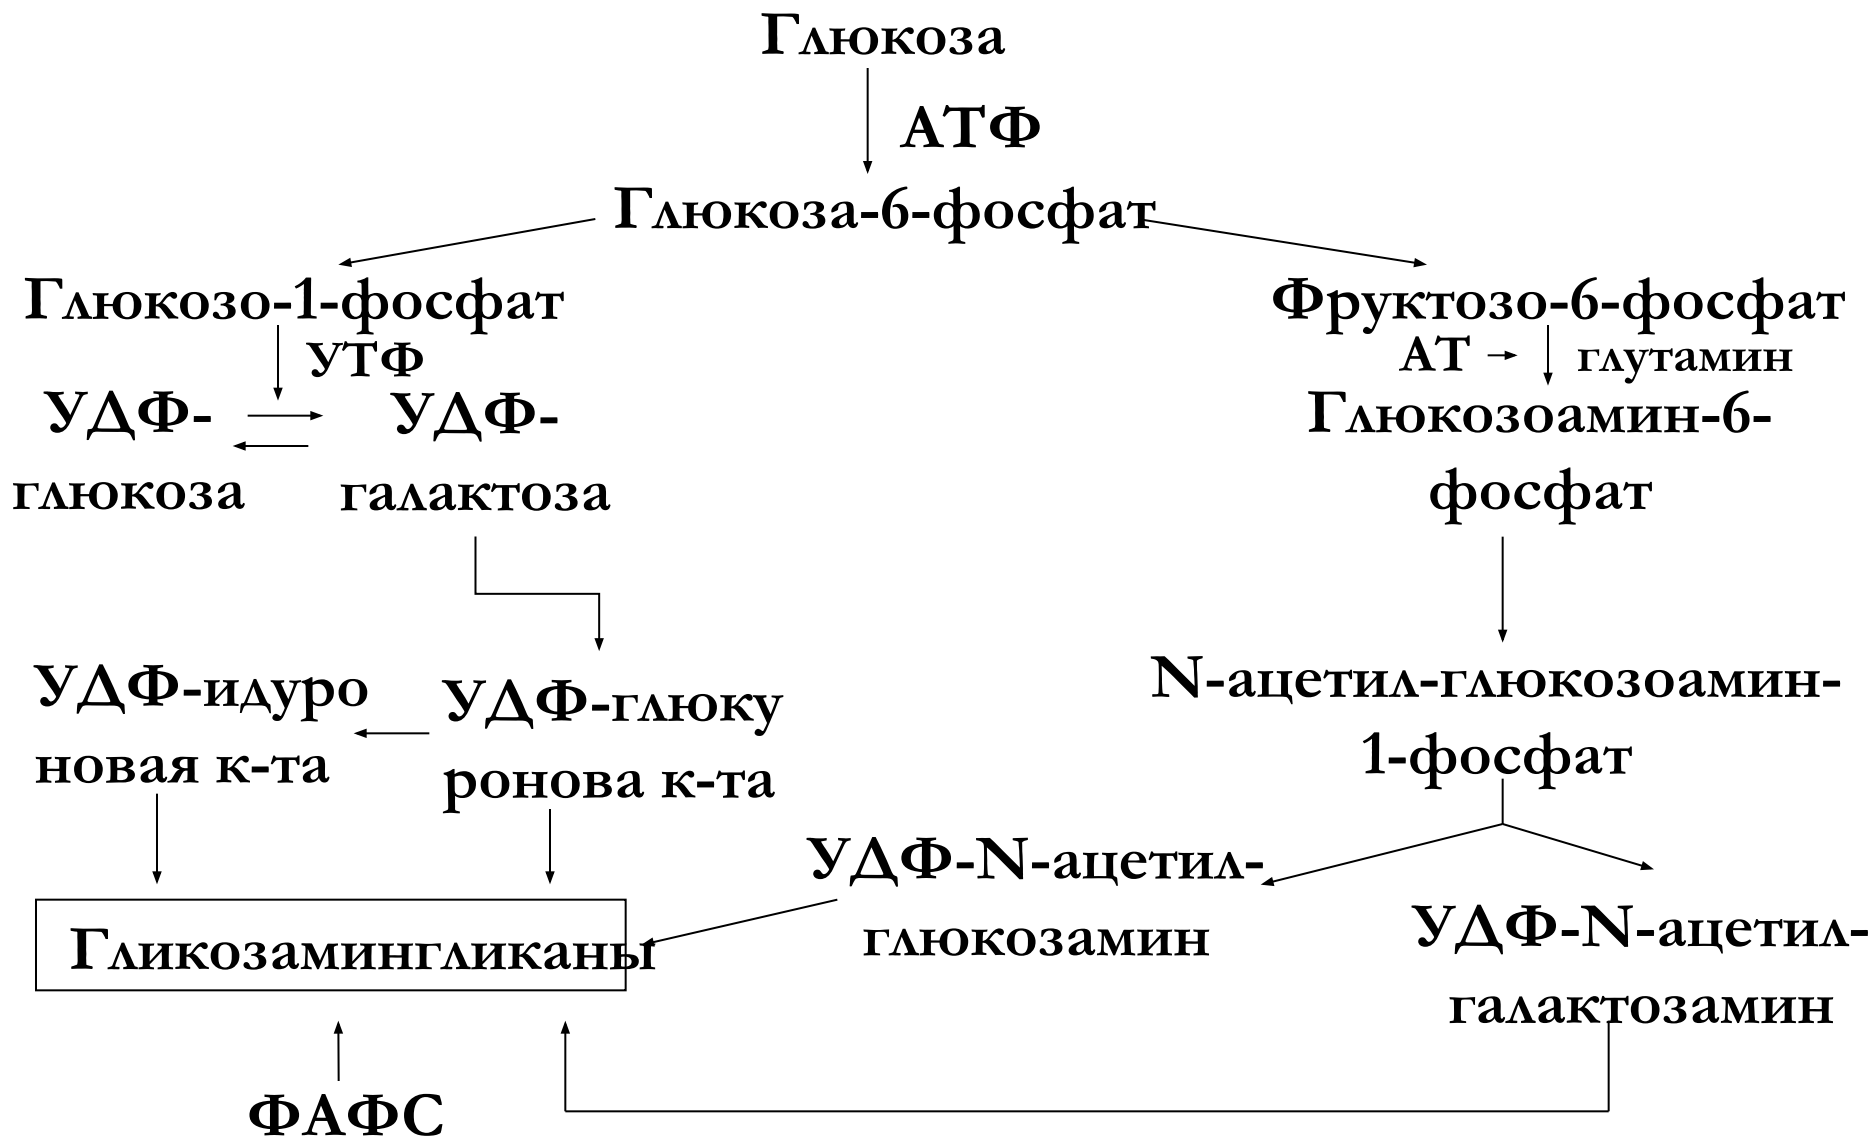 Глюкоза
АТФ
Глюкоза-6-фосфат
Глюкозо-1-фосфат
Фруктозо-6-фосфат
УТФ
АТ
глутамин
УДФ-
глюкоза
УДФ-
галактоза
Глюкозоамин-6-
фосфат
УДФ-идуро
новая к-та
УДФ-глюку
ронова к-та
N-ацетил-глюкозоамин-
1-фосфат
УДФ-N-ацетил-
глюкозамин
УДФ-N-ацетил-
галактозамин
Гликозамингликаны
ФАФС